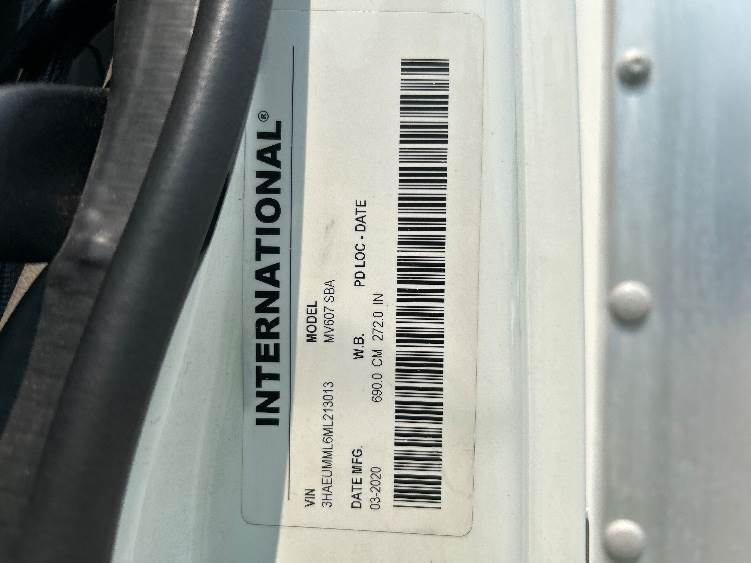 INTERNATIONAL®
VIN MODEL
3HAEUMML6ML213013 MV607 SBA
DATE MFG. W.B. PD LOC - DATE
03-2020 690.0 CM 272.0 IN